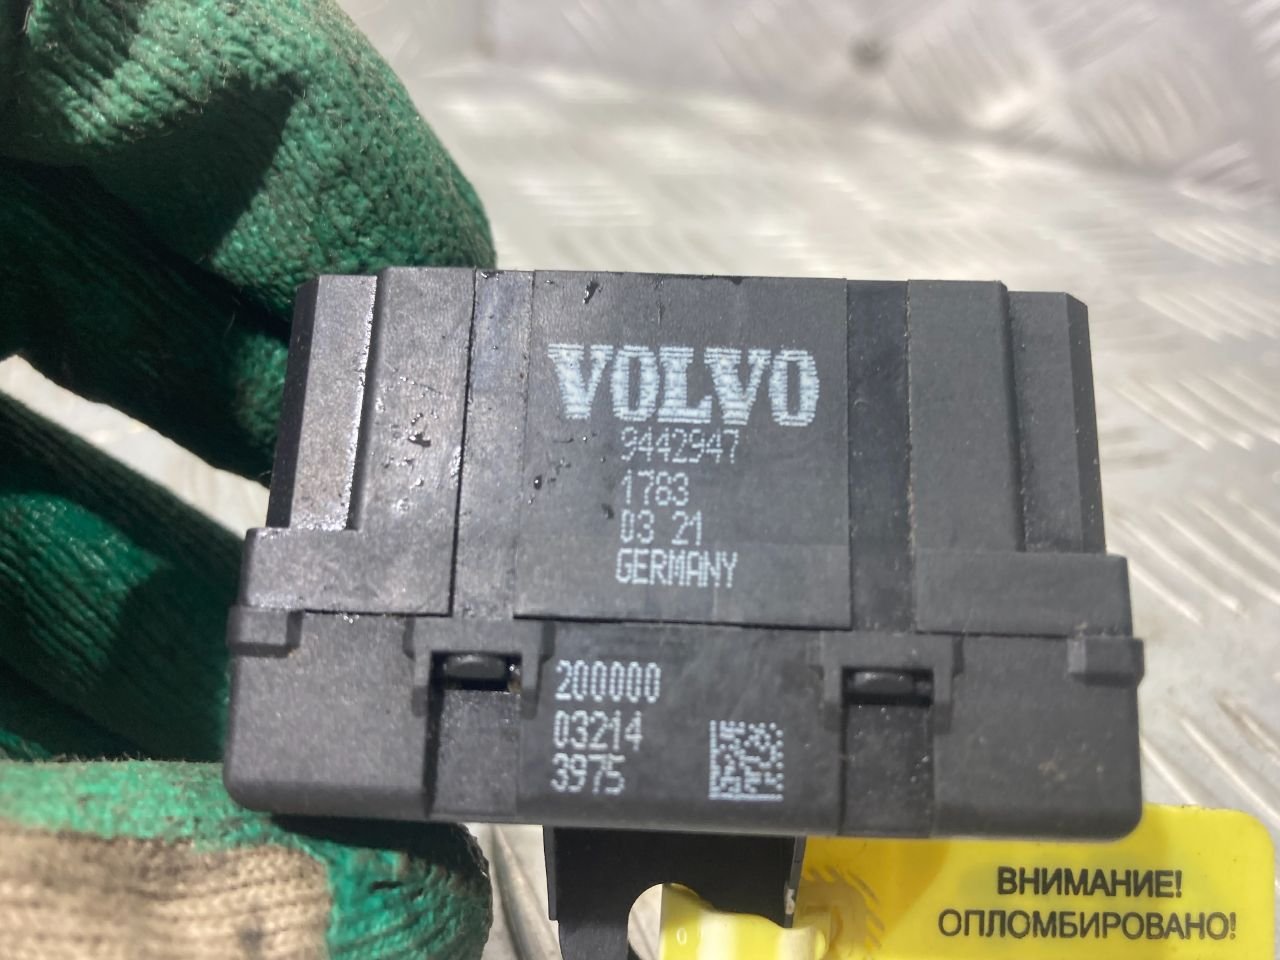 VOLVO
9442947
1783
03 21
GERMANY
200000
03214
3975
ВНИМАНИЕ!
ОПЛОМБИРОВАНО!